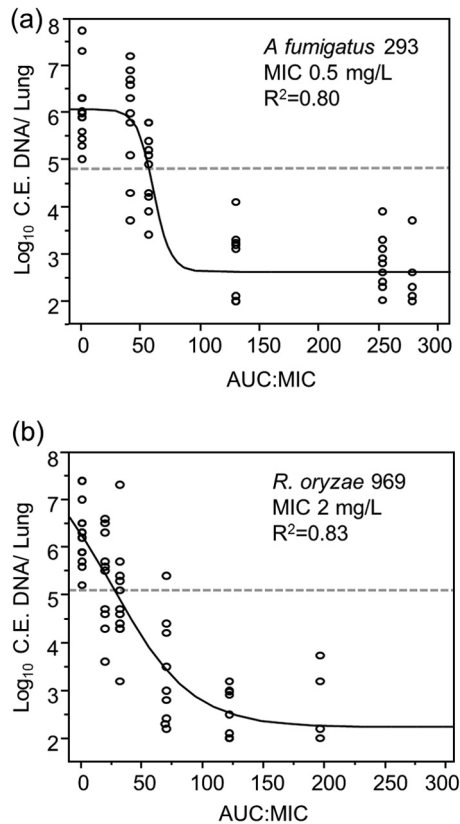 (a)
A fumigatus 293
MIC 0.5 mg/L
R²=0.80
Log₁₀ C.E. DNA/ Lung
8
7
6
5
4
3
2
0 50 100 150 200 250 300
AUC:MIC
(b)
R. oryzae 969
MIC 2 mg/L
R²=0.83
Log₁₀ C.E. DNA/ Lung
8
7
6
5
4
3
2
0 50 100 150 200 250 300
AUC:MIC